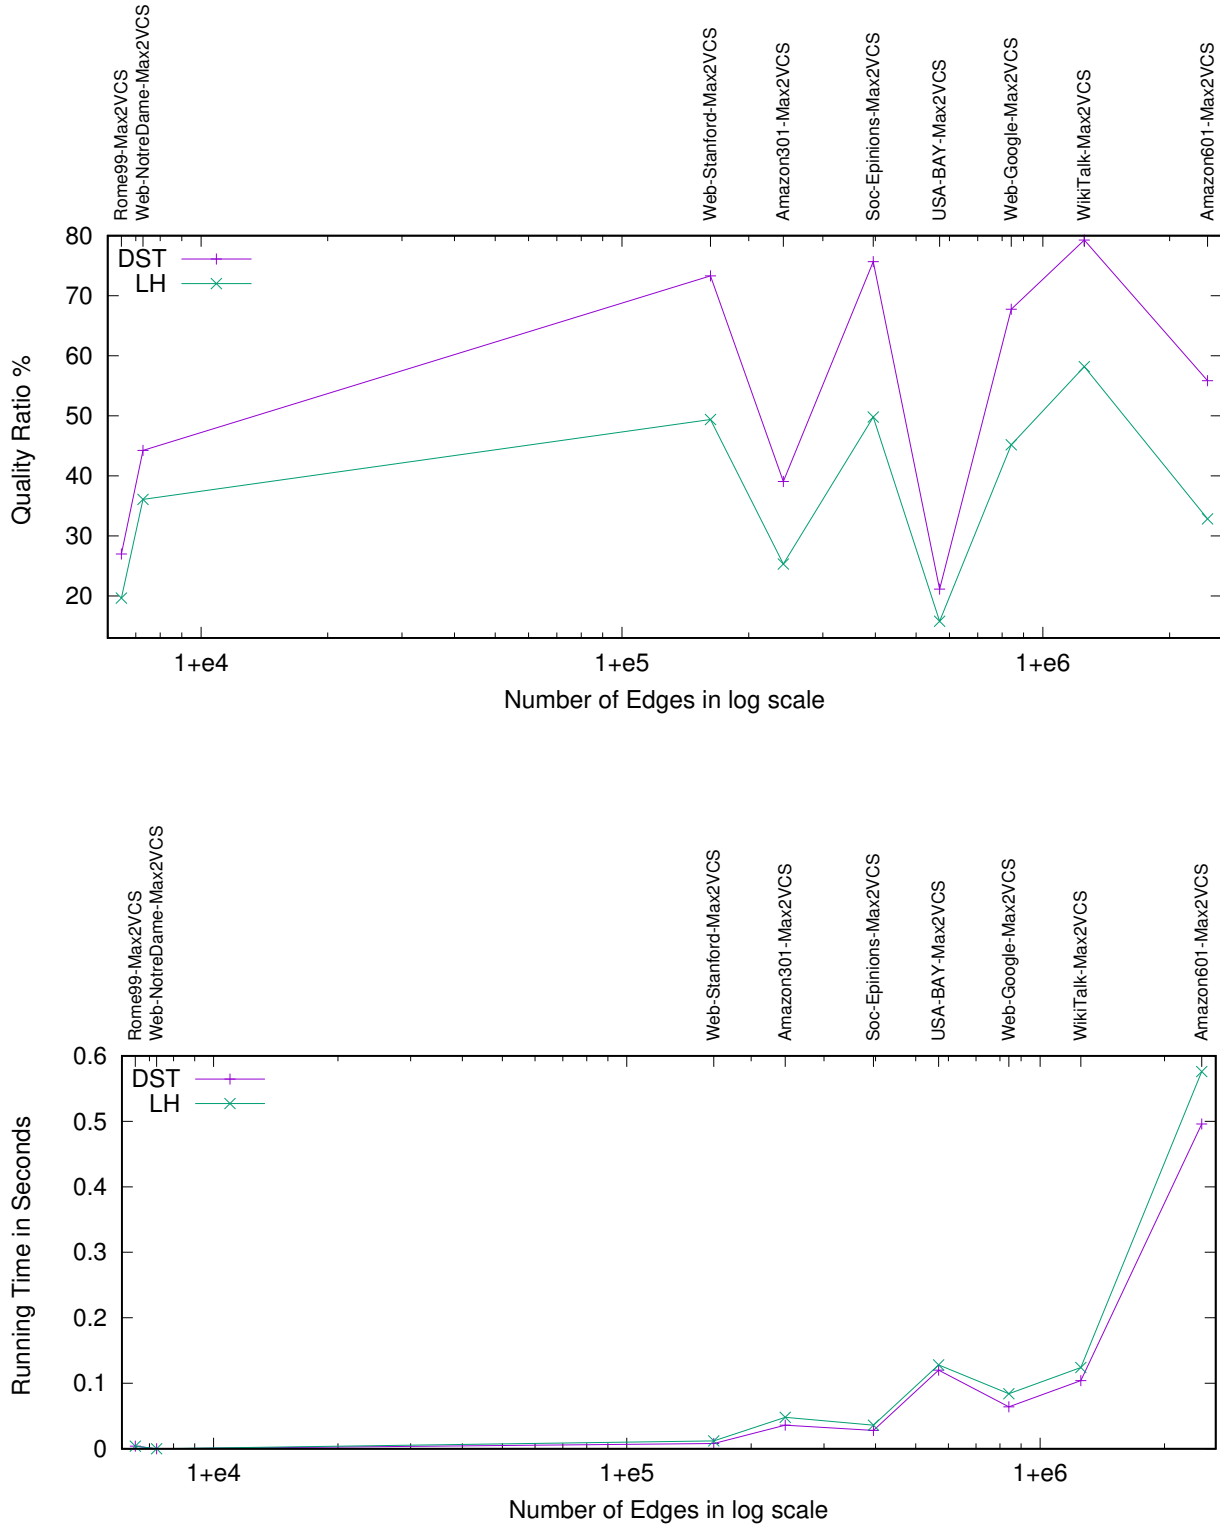 Rome99-Max2VCS
Web-NotreDame-Max2VCS
Web-Stanford-Max2VCS
Amazon301-Max2VCS
Soc-Epinions-Max2VCS
USA-BAY-Max2VCS
Web-Google-Max2VCS
WikiTalk-Max2VCS
Amazon601-Max2VCS
DST
LH
Quality Ratio %
80
70
60
50
40
30
20
1+e4 1+e5 1+e6
Number of Edges in log scale
Rome99-Max2VCS
Web-NotreDame-Max2VCS
Web-Stanford-Max2VCS
Amazon301-Max2VCS
Soc-Epinions-Max2VCS
USA-BAY-Max2VCS
Web-Google-Max2VCS
WikiTalk-Max2VCS
Amazon601-Max2VCS
DST
LH
Running Time in Seconds
0.6
0.5
0.4
0.3
0.2
0.1
0
1+e4 1+e5 1+e6
Number of Edges in log scale